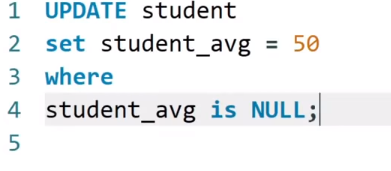 1 UPDATE student
2 set student_avg = 50
3 where
4 student_avg is NULL;
5